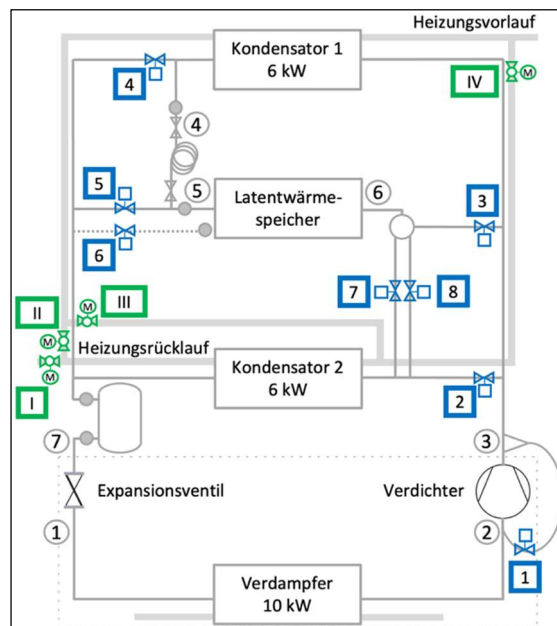 Heizungsvorlauf
Kondensator 1
6 kW
4
IV
M
4
5
5
Latentwärme-
speicher
6
3
6
7
8
II
M
III
M
M
I
Heizungsrücklauf
Kondensator 2
6 kW
2
7
3
Expansionsventil
Verdichter
1
2
1
Verdampfer
10 kW